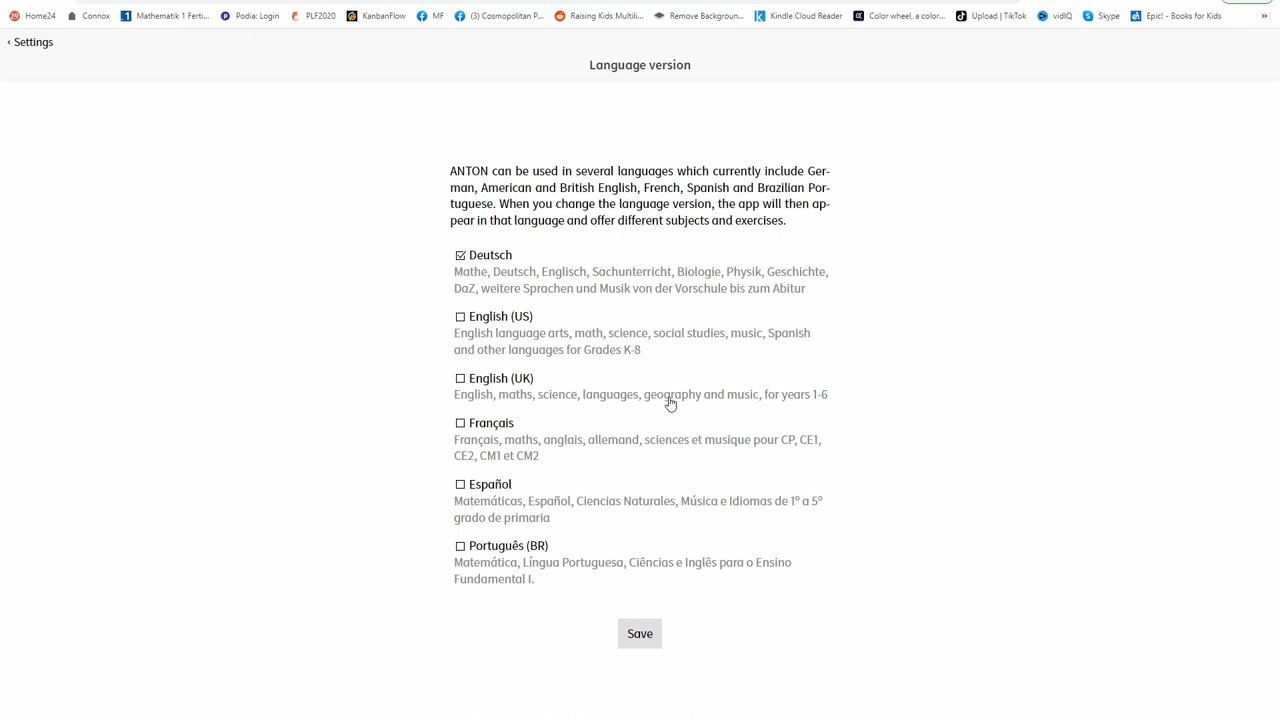 Home24 Connox Mathematik 1 Ferti... Podia: Login PLF2020 KanbanFlow MF (3) Cosmopolitan P... Raising Kids Multili... Remove Backgroun... Kindle Cloud Reader Color wheel, a color... Upload | TikTok vidIQ Skype Epic! - Books for Kids »
‹ Settings
Language version
ANTON can be used in several languages which currently include Ger-
man, American and British English, French, Spanish and Brazilian Por-
tuguese. When you change the language version, the app will then ap-
pear in that language and offer different subjects and exercises.
Deutsch
Mathe, Deutsch, Englisch, Sachunterricht, Biologie, Physik, Geschichte,
DaZ, weitere Sprachen und Musik von der Vorschule bis zum Abitur
English (US)
English language arts, math, science, social studies, music, Spanish
and other languages for Grades K-8
English (UK)
English, maths, science, languages, geography and music, for years 1-6
Français
Français, maths, anglais, allemand, sciences et musique pour CP, CE1,
CE2, CM1 et CM2
Español
Matemáticas, Español, Ciencias Naturales, Música e Idiomas de 1º a 5º
grado de primaria
Português (BR)
Matemática, Língua Portuguesa, Ciências e Inglês para o Ensino
Fundamental I.
Save